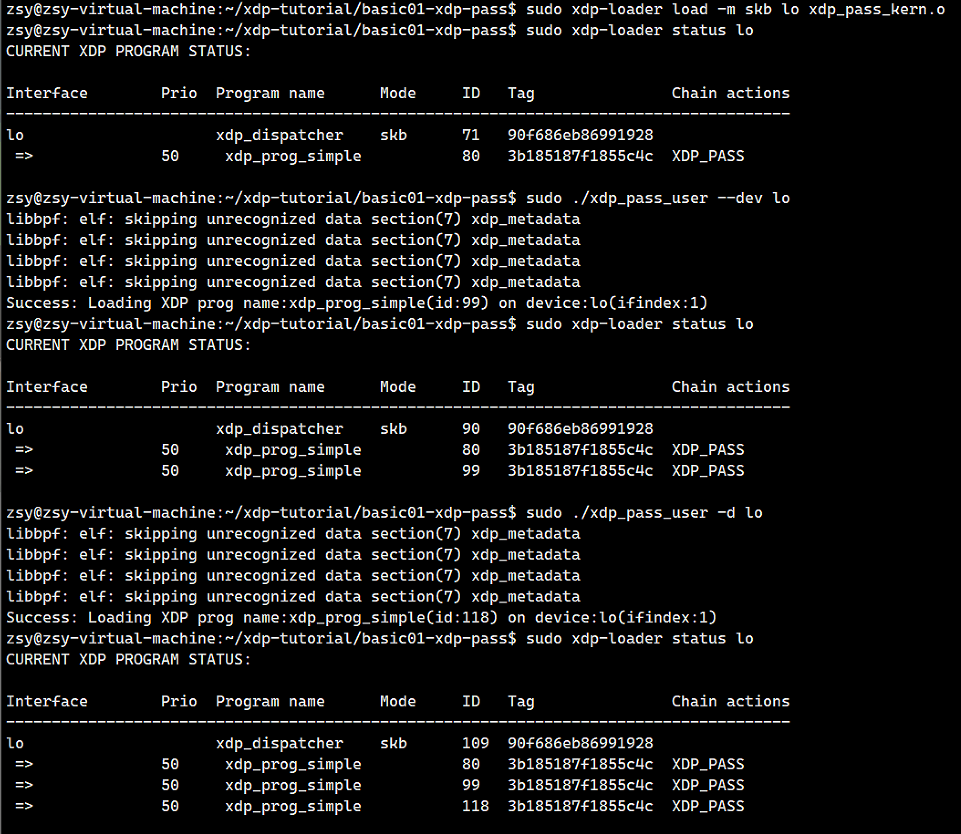 zsy@zsy-virtual-machine:~/xdp-tutorial/basic01-xdp-pass$ sudo xdp-loader load -m skb lo xdp_pass_kern.o
zsy@zsy-virtual-machine:~/xdp-tutorial/basic01-xdp-pass$ sudo xdp-loader status lo
CURRENT XDP PROGRAM STATUS:

Interface        Prio  Program name      Mode     ID   Tag               Chain actions
--------------------------------------------------------------------------------------
lo                     xdp_dispatcher    skb      71   90f686eb86991928
 =>              50     xdp_prog_simple           80   3b185187f1855c4c  XDP_PASS

zsy@zsy-virtual-machine:~/xdp-tutorial/basic01-xdp-pass$ sudo ./xdp_pass_user --dev lo
libbpf: elf: skipping unrecognized data section(7) xdp_metadata
libbpf: elf: skipping unrecognized data section(7) xdp_metadata
libbpf: elf: skipping unrecognized data section(7) xdp_metadata
libbpf: elf: skipping unrecognized data section(7) xdp_metadata
Success: Loading XDP prog name:xdp_prog_simple(id:99) on device:lo(ifindex:1)
zsy@zsy-virtual-machine:~/xdp-tutorial/basic01-xdp-pass$ sudo xdp-loader status lo
CURRENT XDP PROGRAM STATUS:

Interface        Prio  Program name      Mode     ID   Tag               Chain actions
--------------------------------------------------------------------------------------
lo                     xdp_dispatcher    skb      90   90f686eb86991928
 =>              50     xdp_prog_simple           80   3b185187f1855c4c  XDP_PASS
 =>              50     xdp_prog_simple           99   3b185187f1855c4c  XDP_PASS

zsy@zsy-virtual-machine:~/xdp-tutorial/basic01-xdp-pass$ sudo ./xdp_pass_user -d lo
libbpf: elf: skipping unrecognized data section(7) xdp_metadata
libbpf: elf: skipping unrecognized data section(7) xdp_metadata
libbpf: elf: skipping unrecognized data section(7) xdp_metadata
libbpf: elf: skipping unrecognized data section(7) xdp_metadata
Success: Loading XDP prog name:xdp_prog_simple(id:118) on device:lo(ifindex:1)
zsy@zsy-virtual-machine:~/xdp-tutorial/basic01-xdp-pass$ sudo xdp-loader status lo
CURRENT XDP PROGRAM STATUS:

Interface        Prio  Program name      Mode     ID   Tag               Chain actions
--------------------------------------------------------------------------------------
lo                     xdp_dispatcher    skb      109  90f686eb86991928
 =>              50     xdp_prog_simple           80   3b185187f1855c4c  XDP_PASS
 =>              50     xdp_prog_simple           99   3b185187f1855c4c  XDP_PASS
 =>              50     xdp_prog_simple           118  3b185187f1855c4c  XDP_PASS